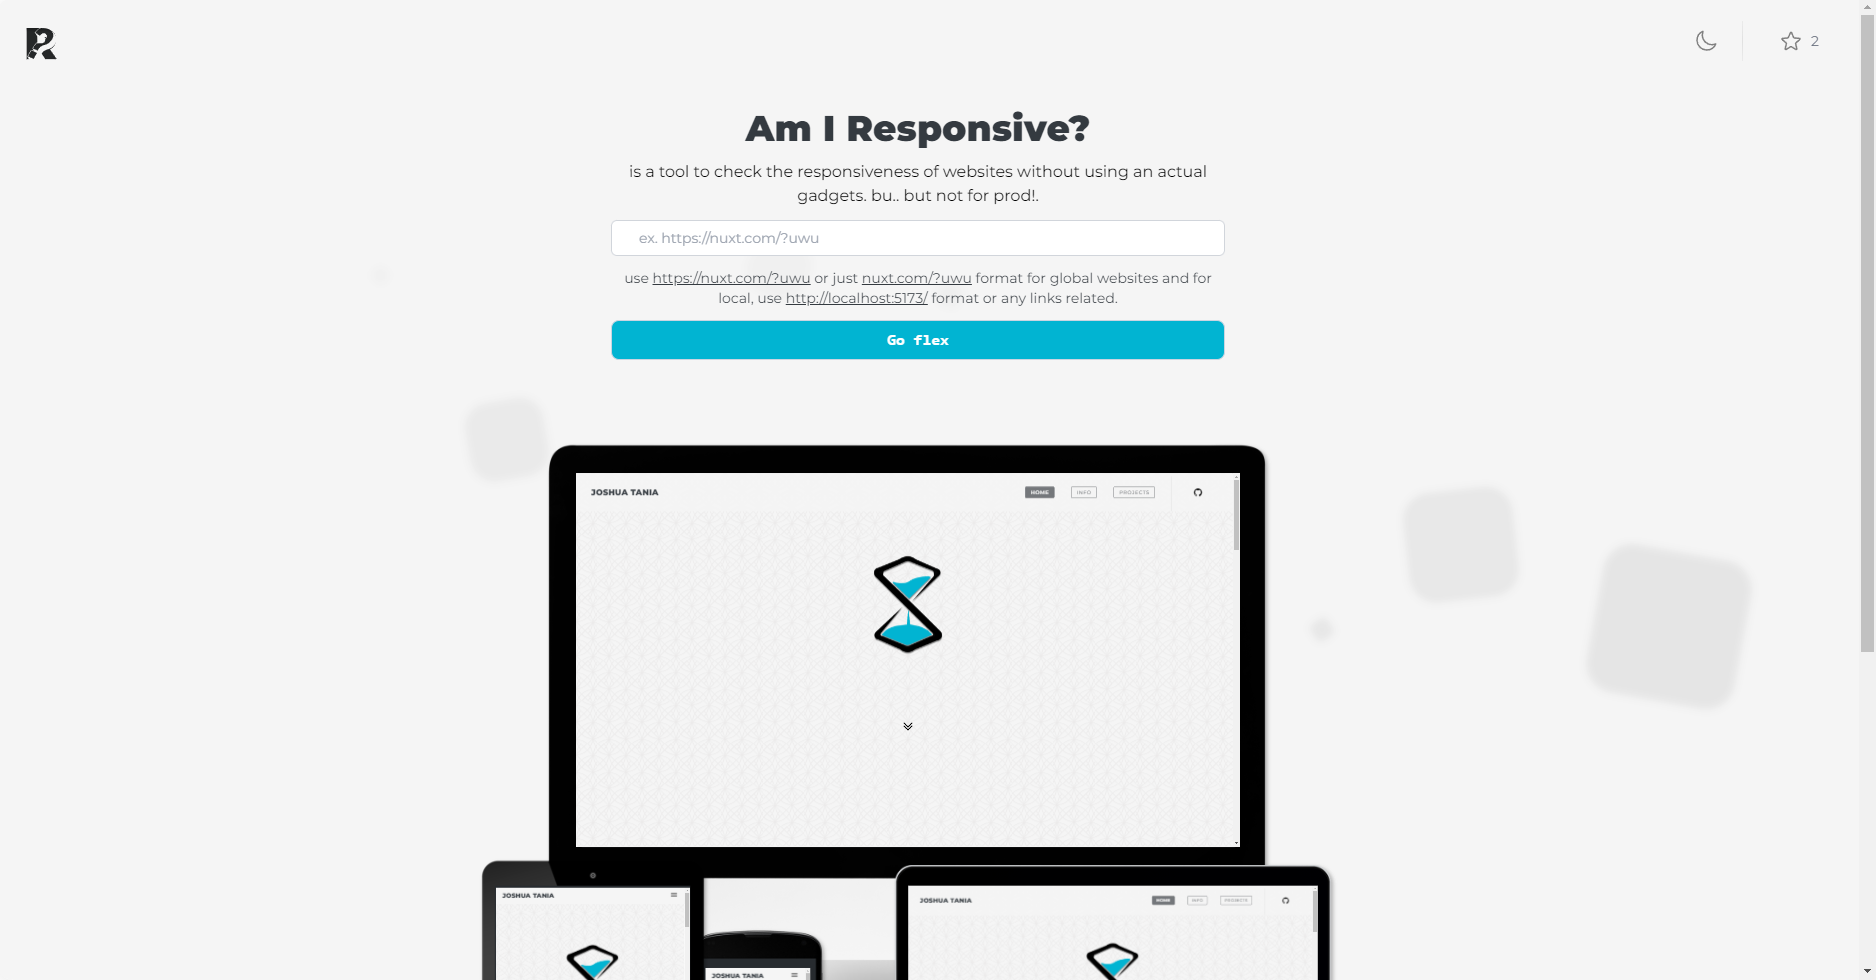 2
Am I Responsive?
is a tool to check the responsiveness of websites without using an actual
gadgets. bu.. but not for prod!.
ex. https://nuxt.com/?uwu
use https://nuxt.com/?uwu or just nuxt.com/?uwu format for global websites and for
local, use http://localhost:5173/ format or any links related.
Go flex
JOSHUA TANIA HOME INFO PROJECTS
JOSHUA TANIA
JOSHUA TANIA HOME INFO PROJECTS
JOSHUA TANIA